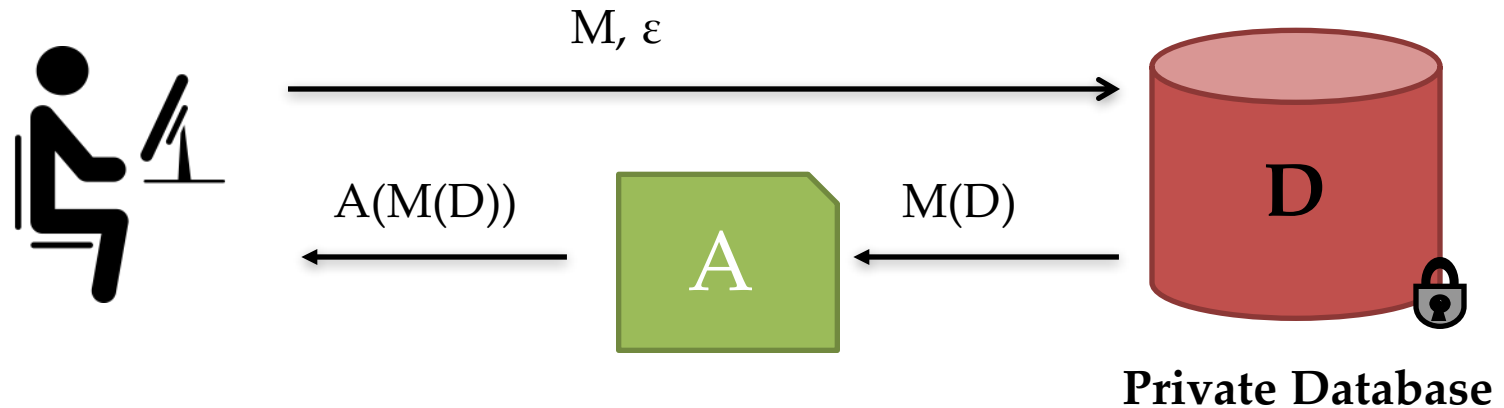 M, ε
A(M(D))
A
M(D)
D
Private Database